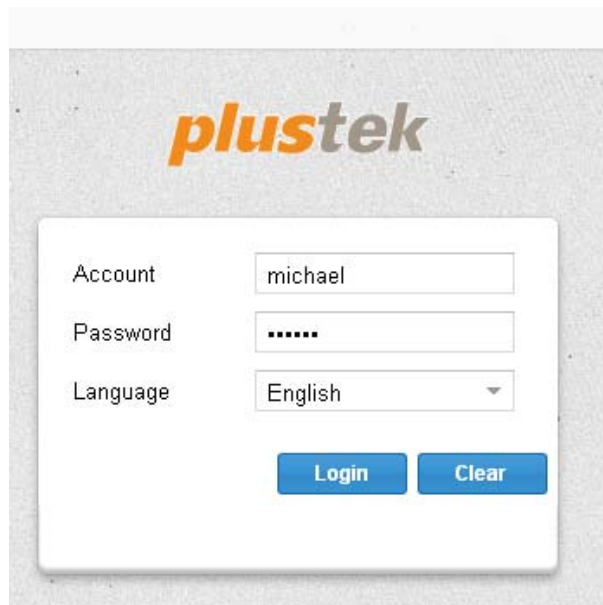 plustek
Account michael
Password ••••••
Language English
Login Clear